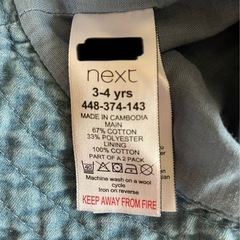 next
3-4 yrs
448-374-143
MADE IN CAMBODIA
MAIN
67% COTTON
33% POLYESTER
LINING
100% COTTON
PART OF A 2 PACK
Machine wash on a wool
cycle
Iron on reverse
KEEP AWAY FROM FIRE